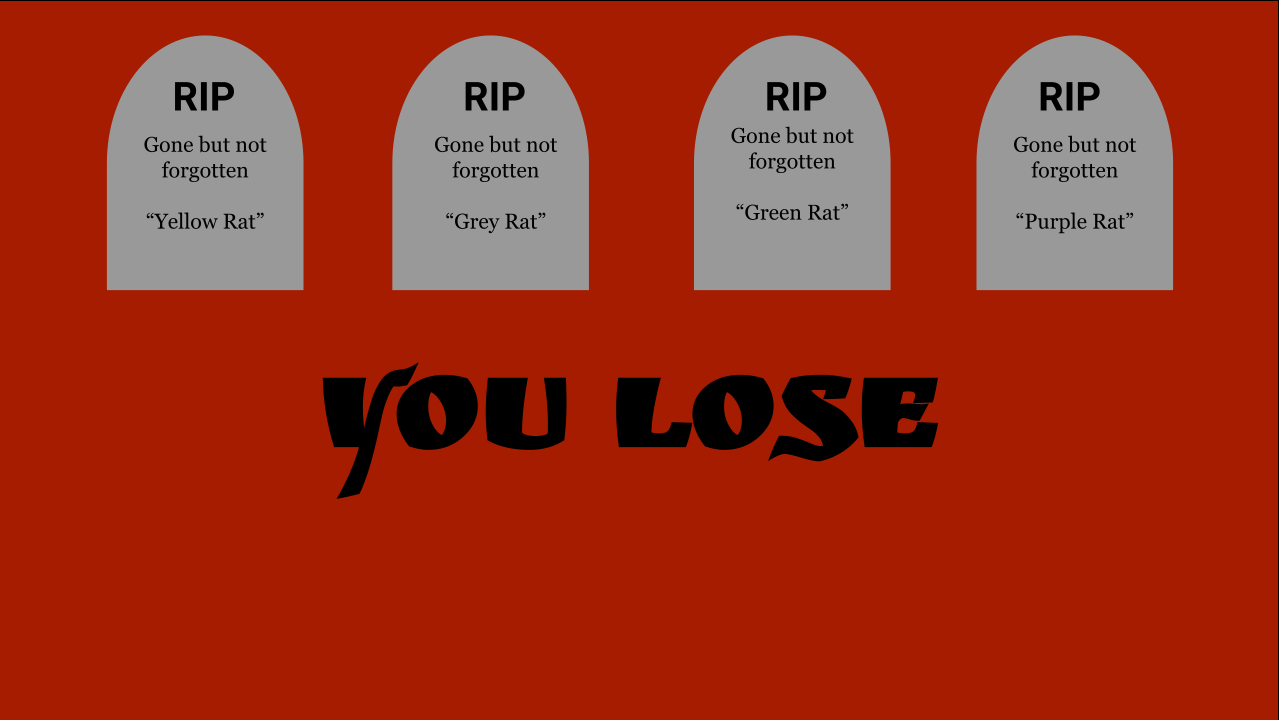 RIP
Gone but not
forgotten
“Yellow Rat”
RIP
Gone but not
forgotten
“Grey Rat”
RIP
Gone but not
forgotten
“Green Rat”
RIP
Gone but not
forgotten
“Purple Rat”
YOU LOSE